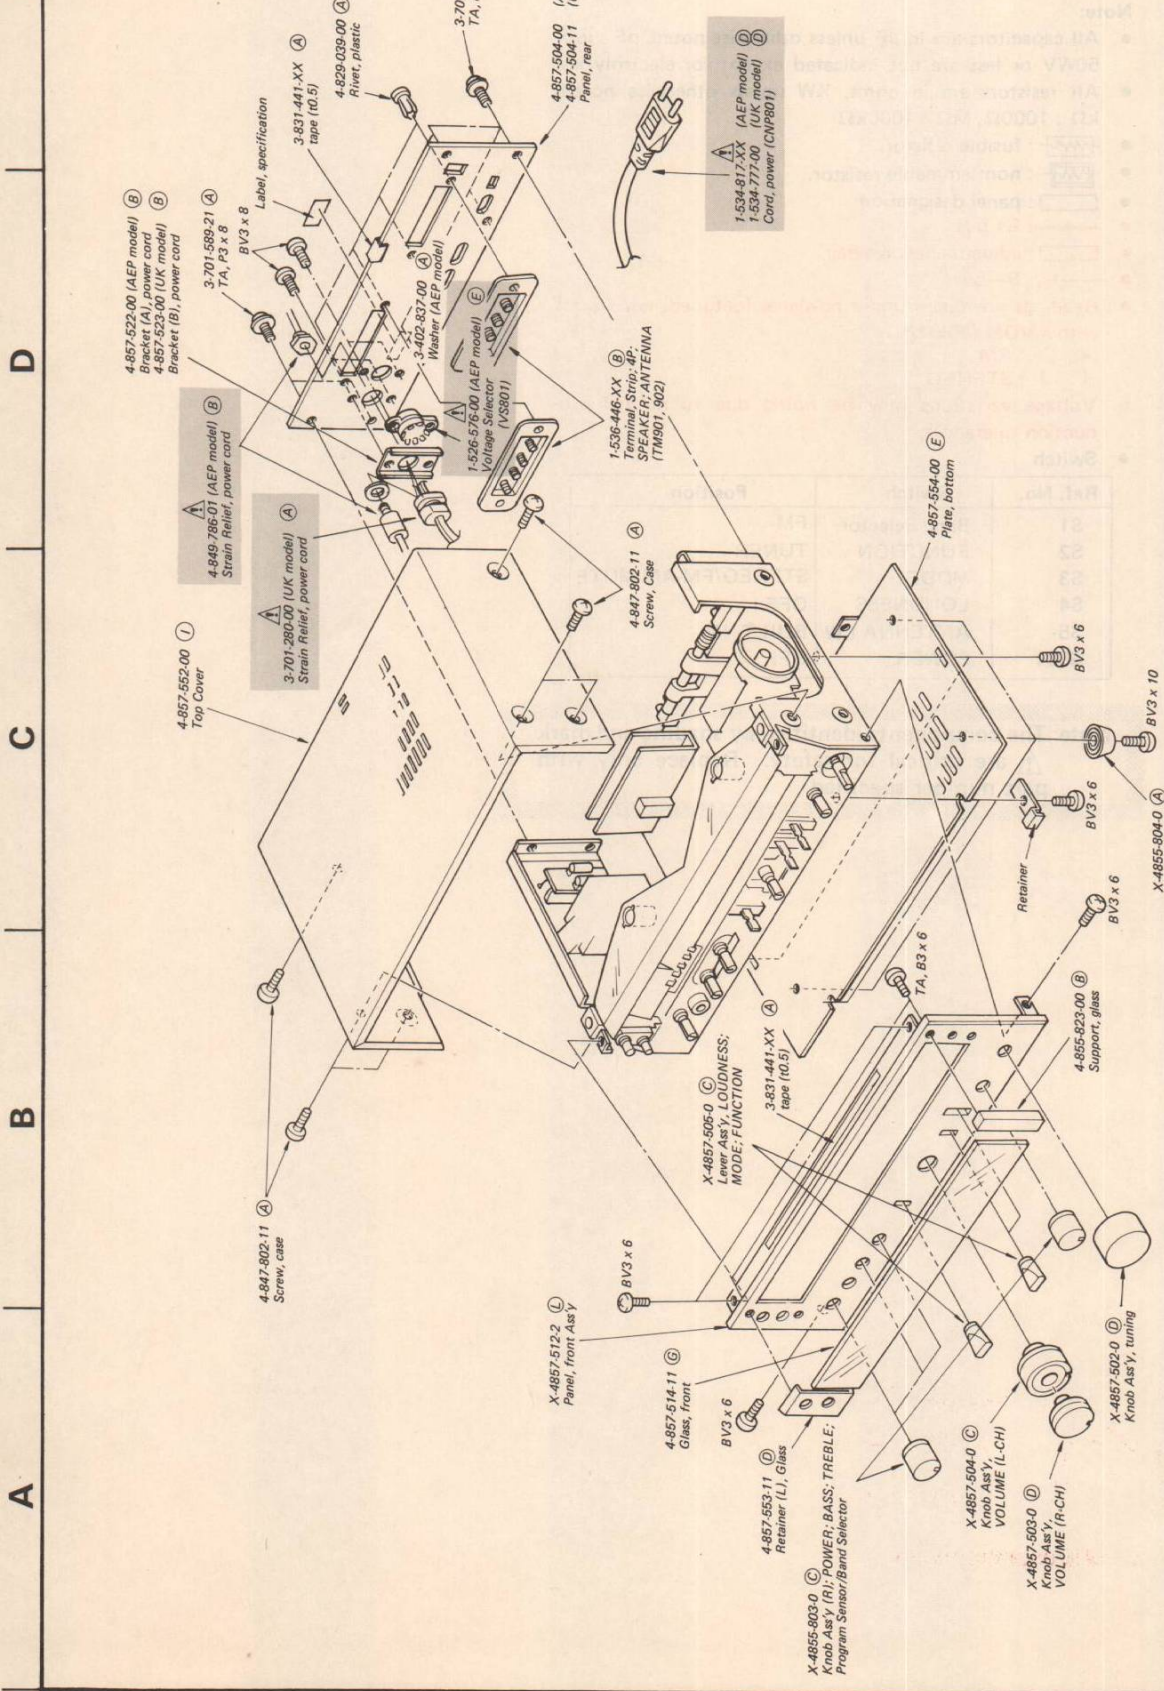 A
B
C
D
4-857-522-00 (AEP model) Ⓑ
Bracket (A), power cord
4-857-523-00 (UK model) Ⓑ
Bracket (B), power cord
3-701-589-21 Ⓐ
TA, P3 x 8
BV3 x 8
Label, specification
3-831-441-XX Ⓐ
tape (t0.5)
4-829-039-00 Ⓐ
Rivet, plastic
3-70
TA,
4-857-504-00
4-857-504-11
Panel, rear
⚠
1-534-817-XX (AEP model) Ⓓ
1-534-777-00 (UK model) Ⓓ
Cord, power (CNP801)
3-402-837-00 Ⓐ
Washer (AEP model)
⚠
1-526-576-00 (AEP model) Ⓔ
Voltage Selector
(VS801)
1-536-446-XX Ⓑ
Terminal, Strip; 4P;
SPEAKER; ANTENNA
(TM901, 902)
⚠
4-849-786-01 (AEP model) Ⓑ
Strain Relief, power cord
⚠
3-701-280-00 (UK model) Ⓐ
Strain Relief, power cord
4-857-552-00 Ⓘ
Top Cover
4-847-802-11 Ⓐ
Screw, Case
4-857-554-00 Ⓔ
Plate, bottom
BV3 x 6
BV3 x 10
BV3 x 6
Retainer
X-4855-804-0 Ⓐ
BV3 x 6
TA, B3 x 6
4-855-823-00 Ⓑ
Support, glass
3-831-441-XX Ⓐ
tape (t0.5)
X-4857-505-0 Ⓒ
Lever Ass'y, LOUDNESS;
MODE; FUNCTION
4-847-802-11 Ⓐ
Screw, case
BV3 x 6
X-4857-512-2 Ⓛ
Panel, front Ass'y
4-857-514-11 Ⓖ
Glass, front
BV3 x 6
4-857-553-11 Ⓓ
Retainer (L), Glass
X-4855-803-0 Ⓒ
Knob Ass'y (R); POWER; BASS; TREBLE;
Program Sensor/Band Selector
X-4857-504-0 Ⓒ
Knob Ass'y,
VOLUME (L-CH)
X-4857-503-0 Ⓓ
Knob Ass'y,
VOLUME (R-CH)
X-4857-502-0 Ⓓ
Knob Ass'y, tuning